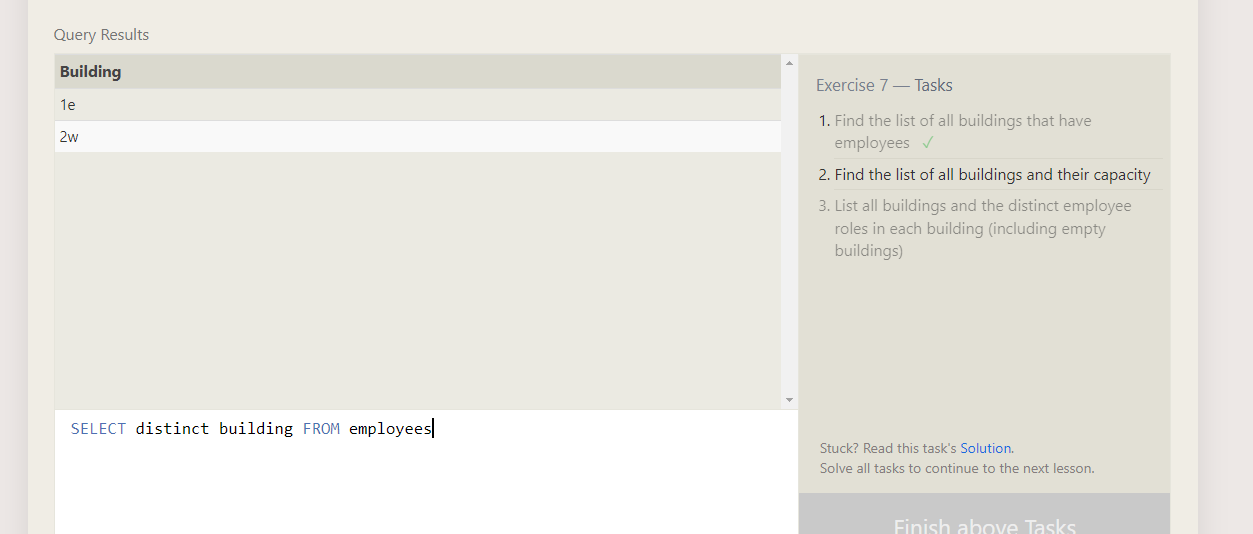 Query Results
Building
1e
2w
SELECT distinct building FROM employees
Exercise 7 — Tasks
1. Find the list of all buildings that have
employees ✓
2. Find the list of all buildings and their capacity
3. List all buildings and the distinct employee
roles in each building (including empty
buildings)
Stuck? Read this task's Solution.
Solve all tasks to continue to the next lesson.
Finish above Tasks